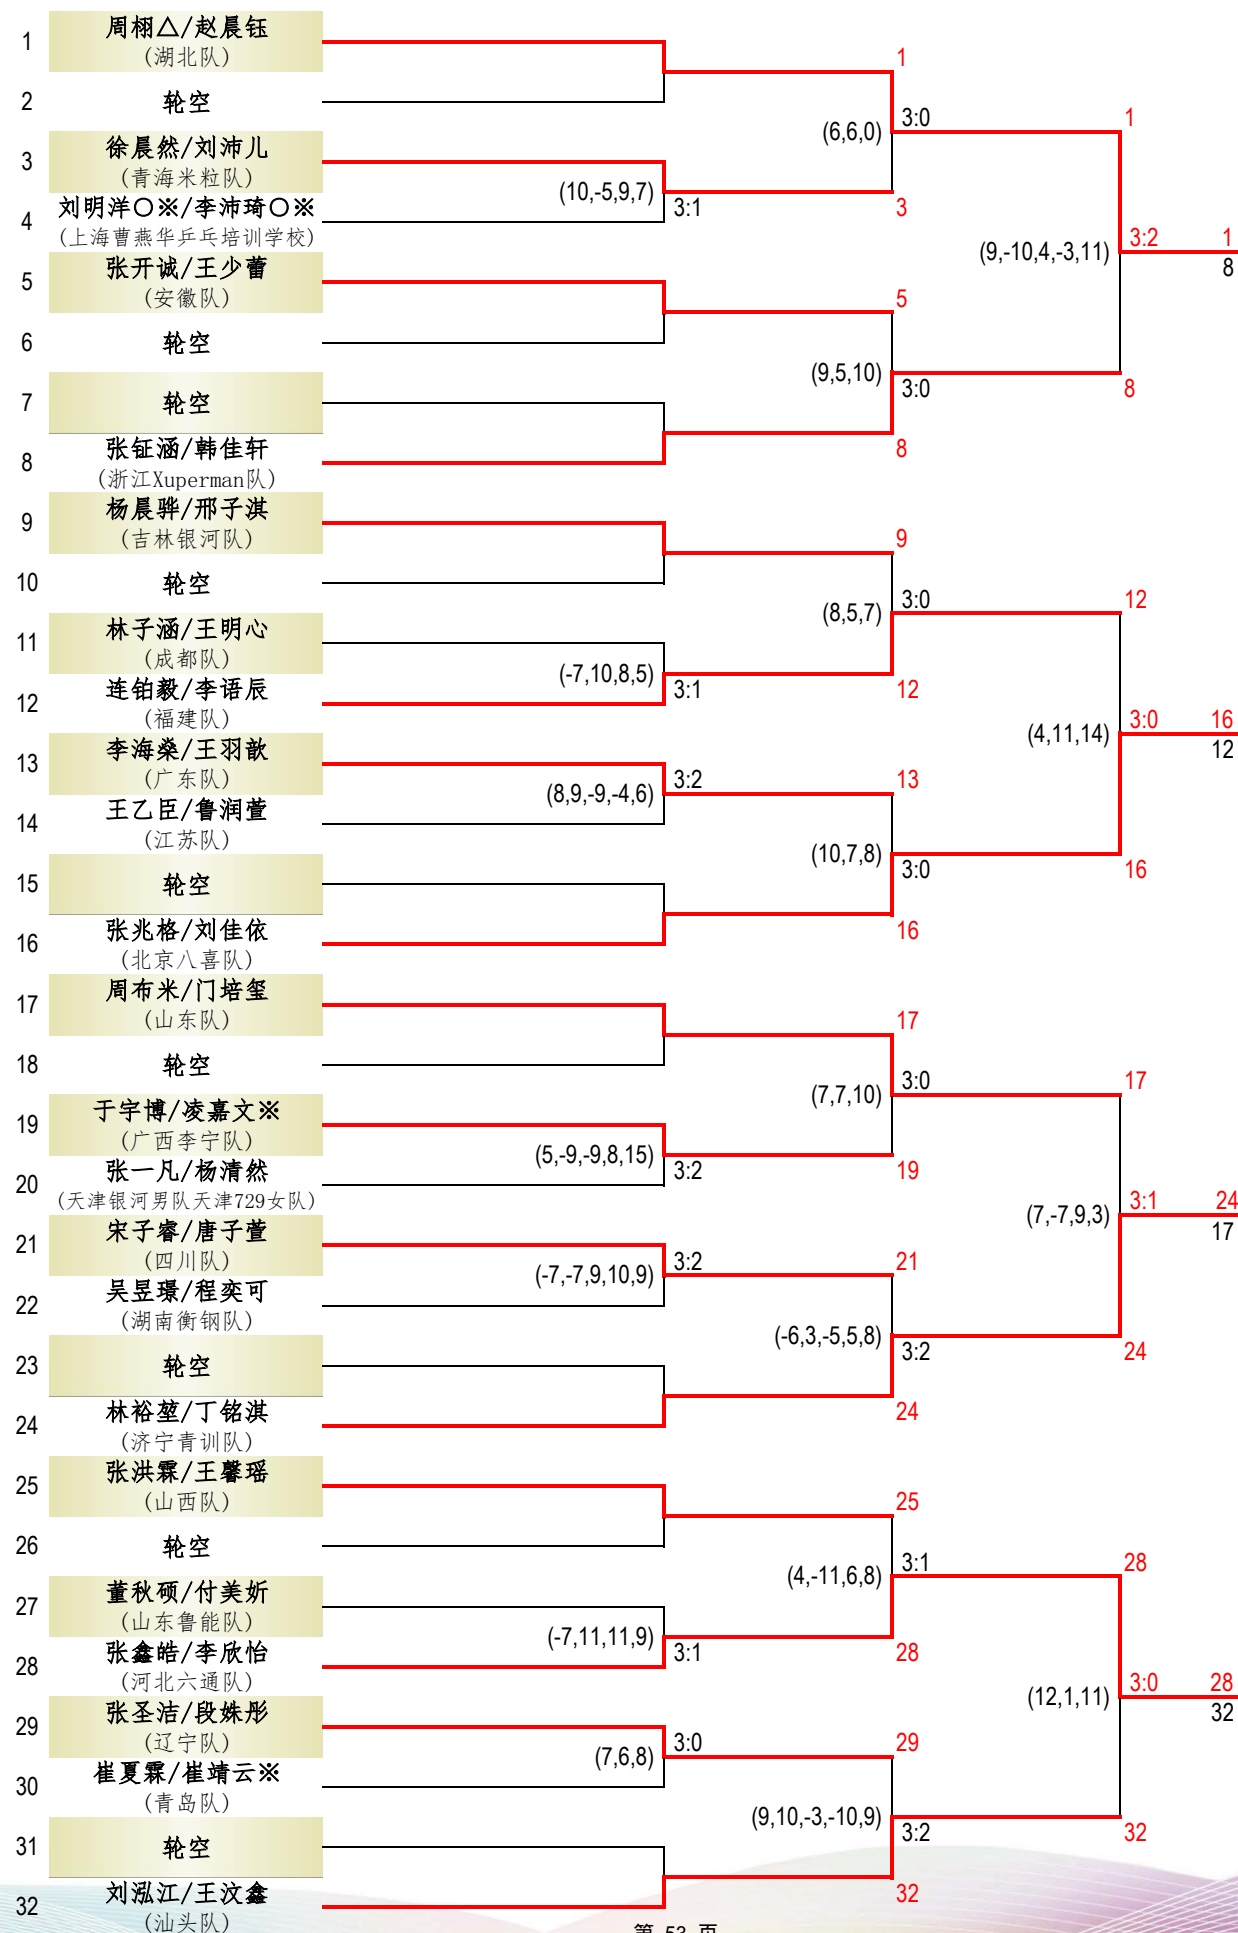 1
周栩△/赵晨钰
(湖北队)
2
轮空
3
徐晨然/刘沛儿
(青海米粒队)
4
刘明洋○※/李沛琦○※
(上海曹燕华乒乓培训学校)
5
张开诚/王少蕾
(安徽队)
6
轮空
7
轮空
8
张钲涵/韩佳轩
(浙江Xuperman队)
9
杨晨骅/邢子淇
(吉林银河队)
10
轮空
11
林子涵/王明心
(成都队)
12
连铂毅/李语辰
(福建队)
13
李海燊/王羽歆
(广东队)
14
王乙臣/鲁润萱
(江苏队)
15
轮空
16
张兆格/刘佳依
(北京八喜队)
17
周布米/门培玺
(山东队)
18
轮空
19
于宇博/凌嘉文※
(广西李宁队)
20
张一凡/杨清然
(天津银河男队天津729女队)
21
宋子睿/唐子萱
(四川队)
22
吴昱璟/程奕可
(湖南衡钢队)
23
轮空
24
林裕堃/丁铭淇
(济宁青训队)
25
张洪霖/王馨瑶
(山西队)
26
轮空
27
董秋硕/付美妡
(山东鲁能队)
28
张鑫皓/李欣怡
(河北六通队)
29
张圣洁/段姝彤
(辽宁队)
30
崔夏霖/崔靖云※
(青岛队)
31
轮空
32
刘泓江/王汶鑫
(汕头队)
(10,-5,9,7)
3:1
(-7,10,8,5)
3:1
3:2
(8,9,-9,-4,6)
(5,-9,-9,8,15)
3:2
3:2
(-7,-7,9,10,9)
(-7,11,11,9)
3:1
3:0
(7,6,8)
1
3:0
(6,6,0)
3
5
(9,5,10)
3:0
8
9
3:0
(8,5,7)
12
13
(10,7,8)
3:0
16
17
3:0
(7,7,10)
19
21
(-6,3,-5,5,8)
3:2
24
25
3:1
(4,-11,6,8)
28
29
(9,10,-3,-10,9)
3:2
32
1
(9,-10,4,-3,11)
3:2
1
8
8
12
(4,11,14)
3:0
16
12
16
17
(7,-7,9,3)
3:1
24
17
24
28
(12,1,11)
3:0
28
32
32
第 53 页